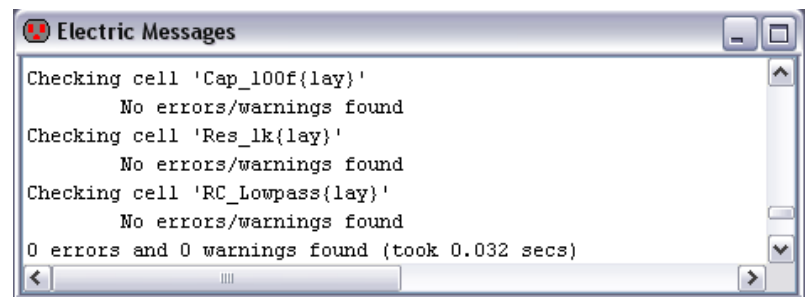 Electric Messages
Checking cell 'Cap_100f{lay}'
No errors/warnings found
Checking cell 'Res_1k{lay}'
No errors/warnings found
Checking cell 'RC_Lowpass{lay}'
No errors/warnings found
0 errors and 0 warnings found (took 0.032 secs)